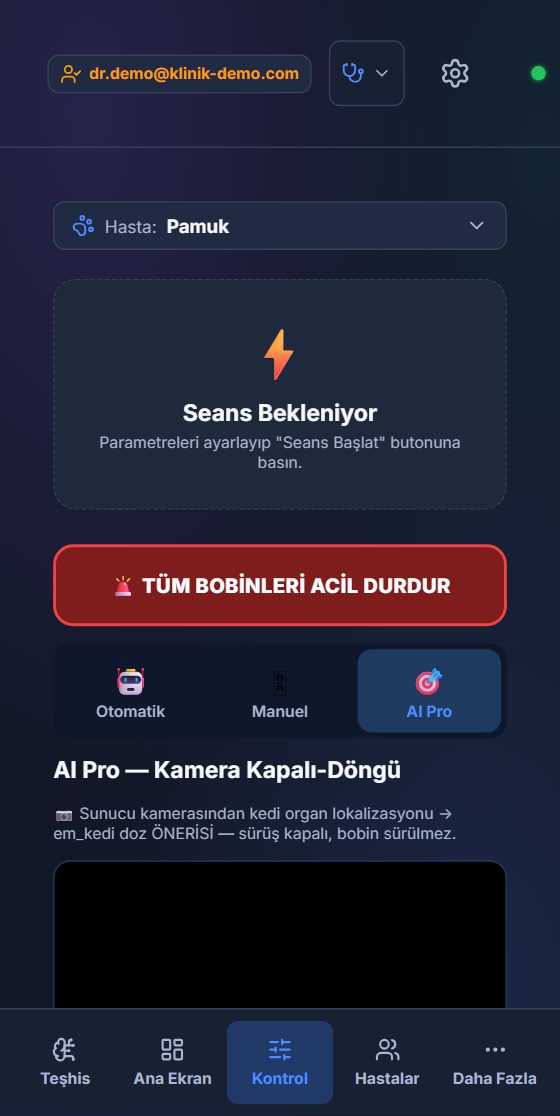 dr.demo@klinik-demo.com
Hasta: Pamuk
Seans Bekleniyor
Parametreleri ayarlayıp "Seans Başlat" butonuna
basın.
TÜM BOBİNLERİ ACİL DURDUR
Otomatik Manuel AI Pro
AI Pro — Kamera Kapalı-Döngü
Sunucu kamerasından kedi organ lokalizasyonu →
em_kedi doz ÖNERİSİ — sürüş kapalı, bobin sürülmez.
Teşhis Ana Ekran Kontrol Hastalar Daha Fazla